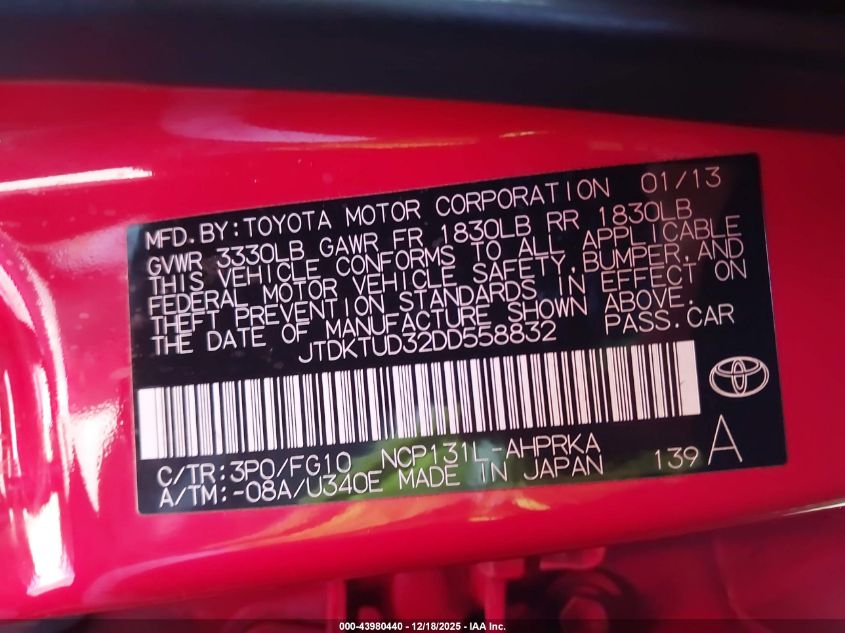 MFD.BY:TOYOTA MOTOR CORPORATION 01/13
GVWR 3330LB GAWR FR 1830LB RR 1830LB
THIS VEHICLE CONFORMS TO ALL APPLICABLE
FEDERAL MOTOR VEHICLE SAFETY,BUMPER,AND
THEFT PREVENTION STANDARDS IN EFFECT ON
THE DATE OF MANUFACTURE SHOWN ABOVE.
JTDKTUD32DD558832 PASS.CAR
C/TR:3P0/FG10 NCP131L-AHPRKA
A/TM:-08A/U340E MADE IN JAPAN 139 A
000-43980440 - 12/18/2025 - IAA Inc.